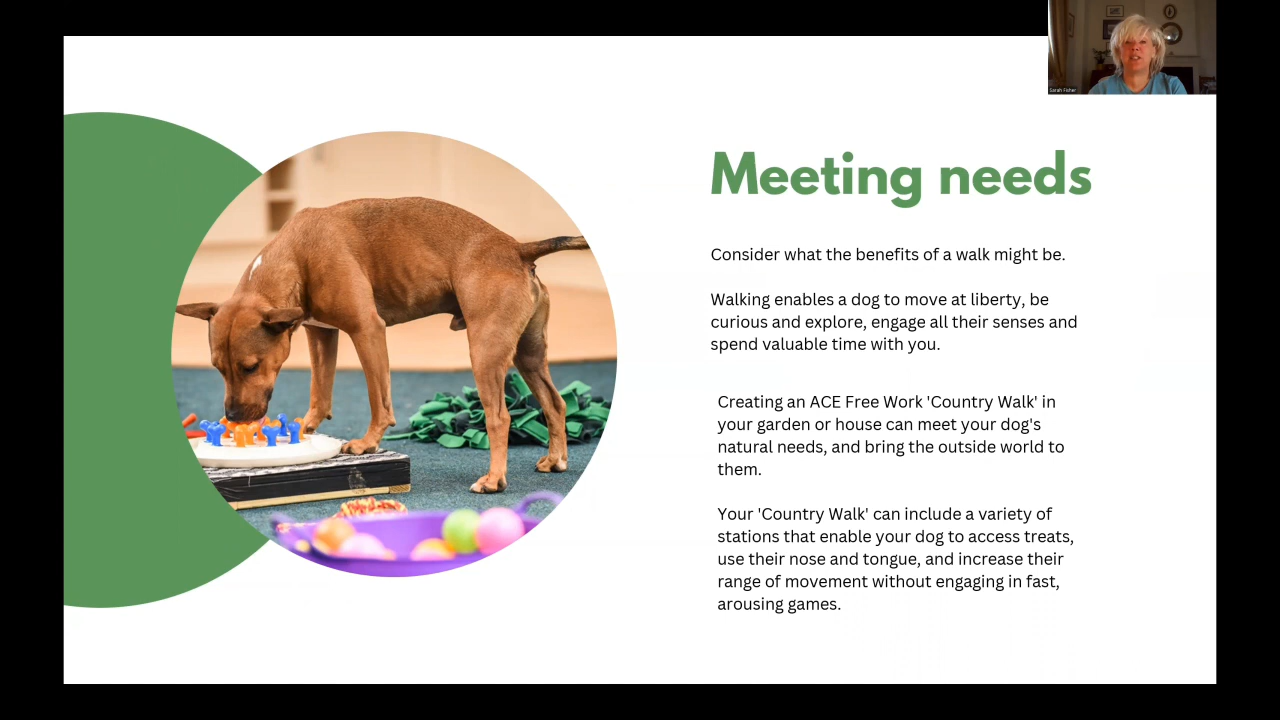 Sarah Fisher
Meeting needs
Consider what the benefits of a walk might be.
Walking enables a dog to move at liberty, be
curious and explore, engage all their senses and
spend valuable time with you.
Creating an ACE Free Work 'Country Walk' in
your garden or house can meet your dog's
natural needs, and bring the outside world to
them.
Your 'Country Walk' can include a variety of
stations that enable your dog to access treats,
use their nose and tongue, and increase their
range of movement without engaging in fast,
arousing games.